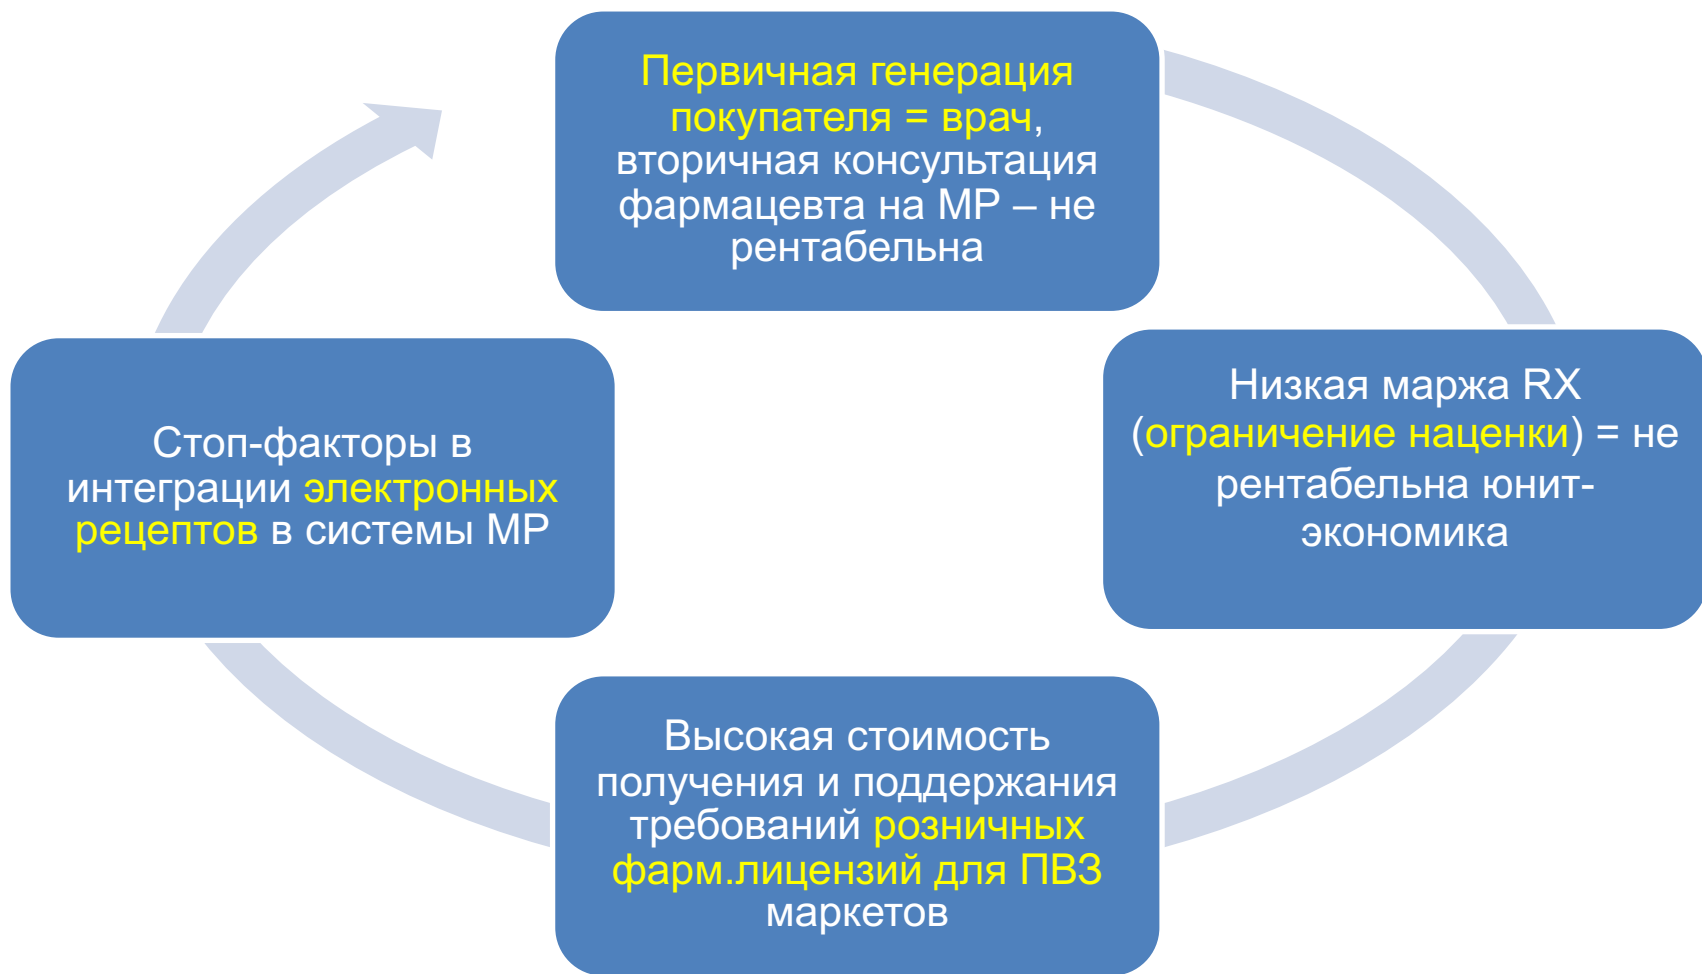 Первичная генерация
покупателя = врач,
вторичная консультация
фармацевта на МР – не
рентабельна
Низкая маржа RX
(ограничение наценки) = не
рентабельна юнит-
экономика
Высокая стоимость
получения и поддержания
требований розничных
фарм.лицензий для ПВЗ
маркетов
Стоп-факторы в
интеграции электронных
рецептов в системы МР